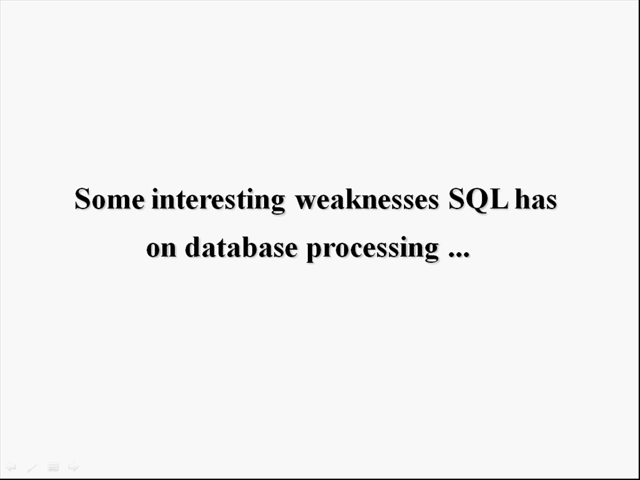 Some interesting weaknesses SQL has
on database processing ...